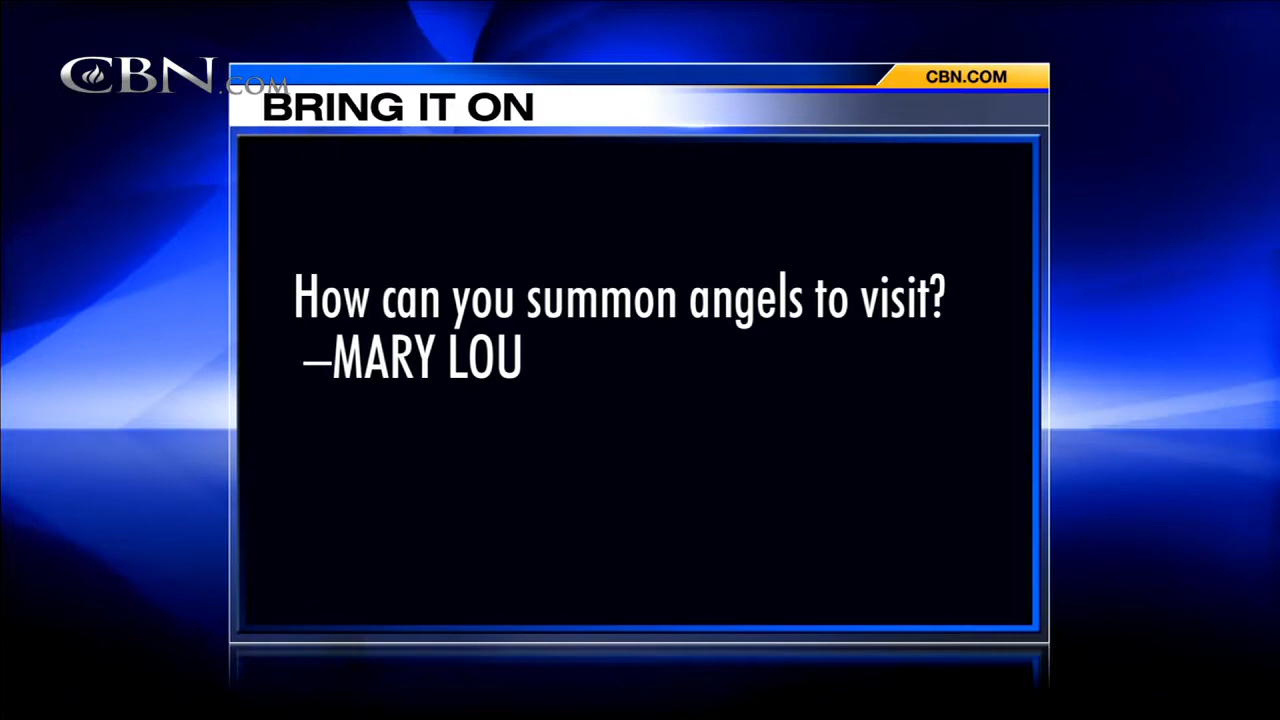 CBN.COM
CBN.COM
BRING IT ON
How can you summon angels to visit?
–MARY LOU